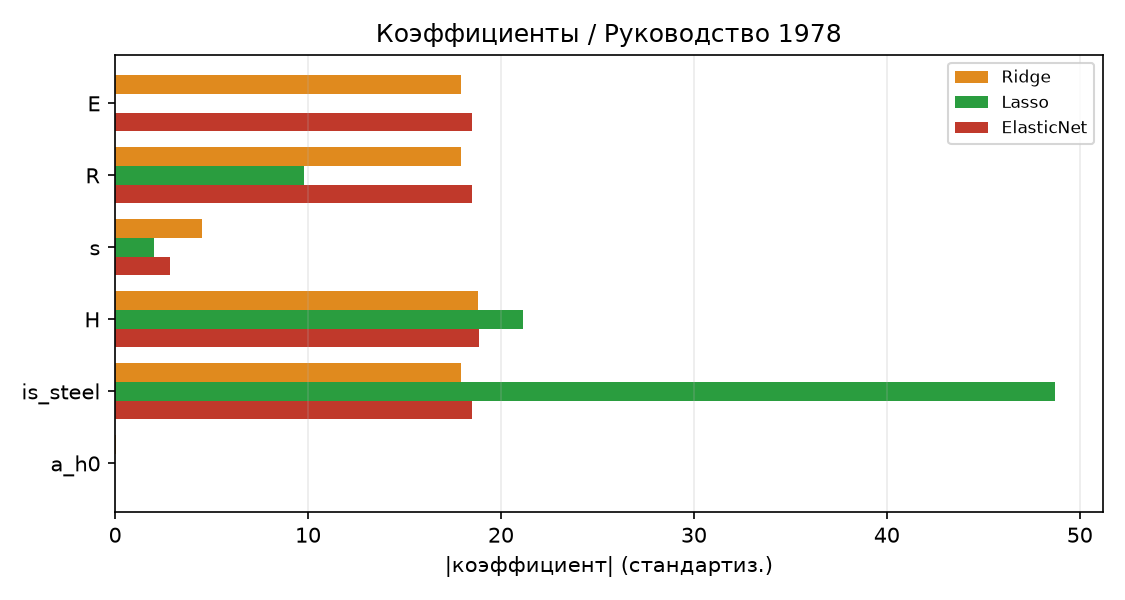 Коэффициенты / Руководство 1978
Ridge
Lasso
ElasticNet
E
R
s
H
is_steel
a_h0
0 10 20 30 40 50
|коэффициент| (стандартиз.)